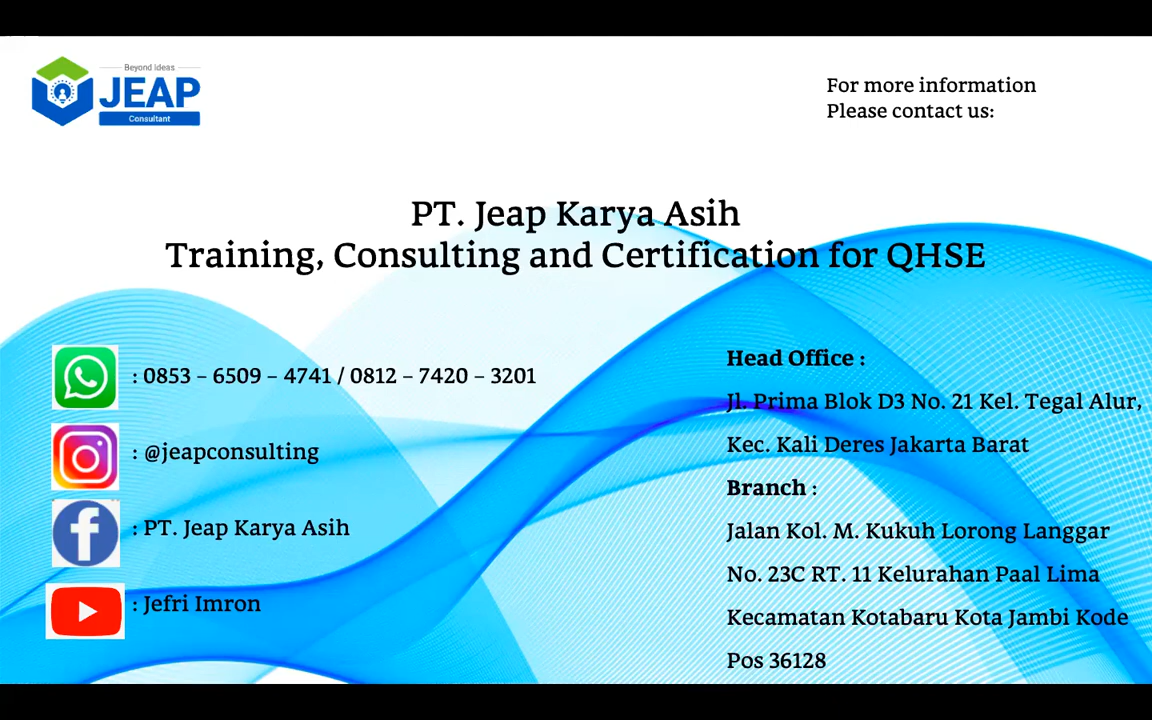 Beyond Ideas
JEAP
Consultant
For more information
Please contact us:
PT. Jeap Karya Asih
Training, Consulting and Certification for QHSE
: 0853 – 6509 – 4741 / 0812 – 7420 – 3201
: @jeapconsulting
: PT. Jeap Karya Asih
: Jefri Imron
Head Office :
Jl. Prima Blok D3 No. 21 Kel. Tegal Alur,
Kec. Kali Deres Jakarta Barat
Branch :
Jalan Kol. M. Kukuh Lorong Langgar
No. 23C RT. 11 Kelurahan Paal Lima
Kecamatan Kotabaru Kota Jambi Kode
Pos 36128